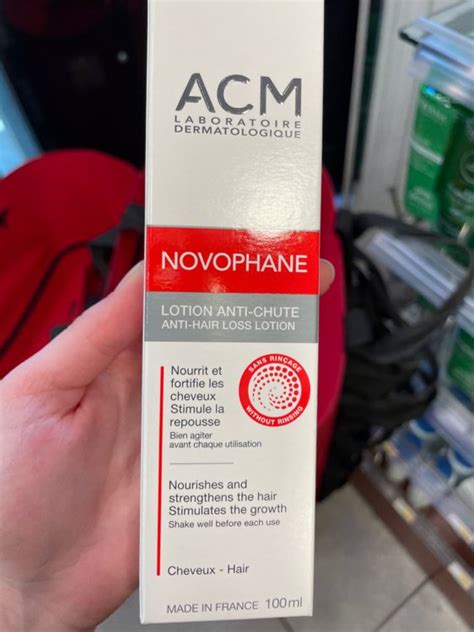 ACM
LABORATOIRE
DERMATOLOGIQUE
NOVOPHANE
LOTION ANTI-CHUTE
ANTI-HAIR LOSS LOTION
Nourrit et
fortifie les
cheveux
Stimule la
repousse
Bien agiter
avant chaque utilisation
SANS RINÇAGE
WITHOUT RINSING
Nourishes and
strengthens the hair
Stimulates the growth
Shake well before each use
Cheveux - Hair
MADE IN FRANCE 100ml